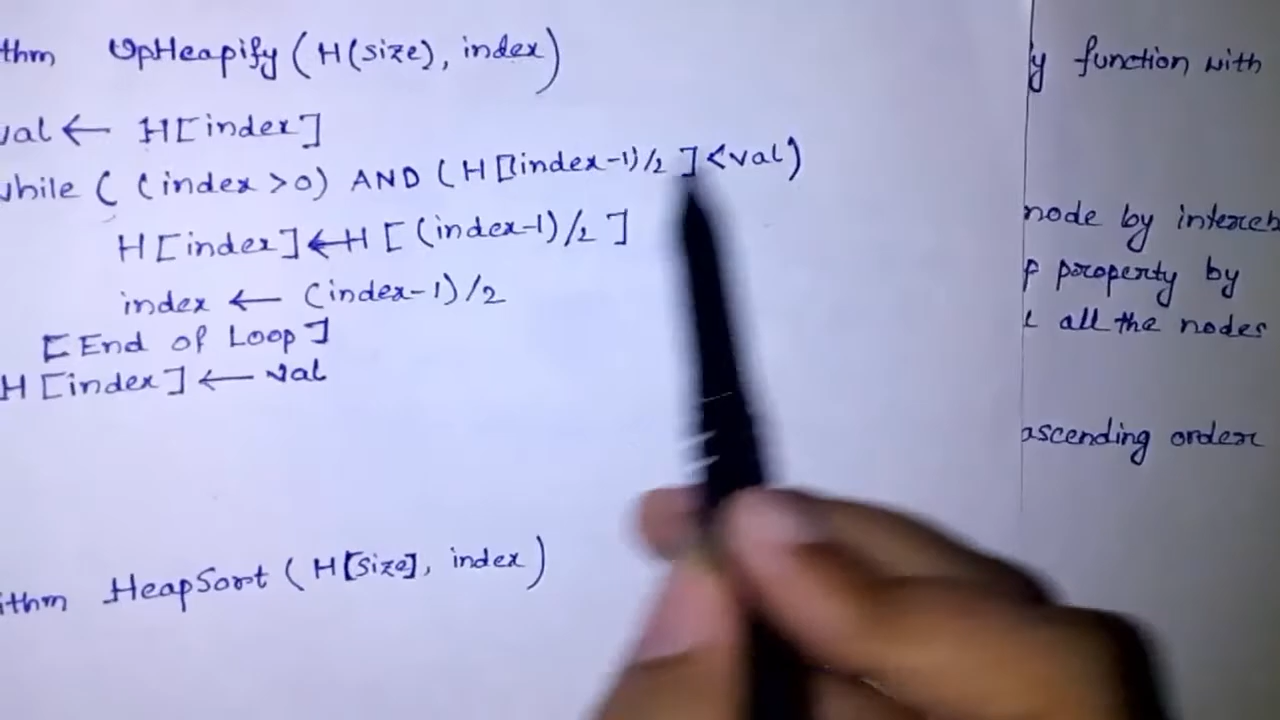 thm UpHeapify (H(size), index)
val ← H[index]
while ( (index >0) AND (H[(index-1)/2 ] <val)
H[index]←H [ (index-1)/2 ]
index ← (index-1)/2
[End of Loop]
H [index] ← val
ithm HeapSort ( H[size], index )
y function with
node by interch
P property by
all the nodes
ascending order